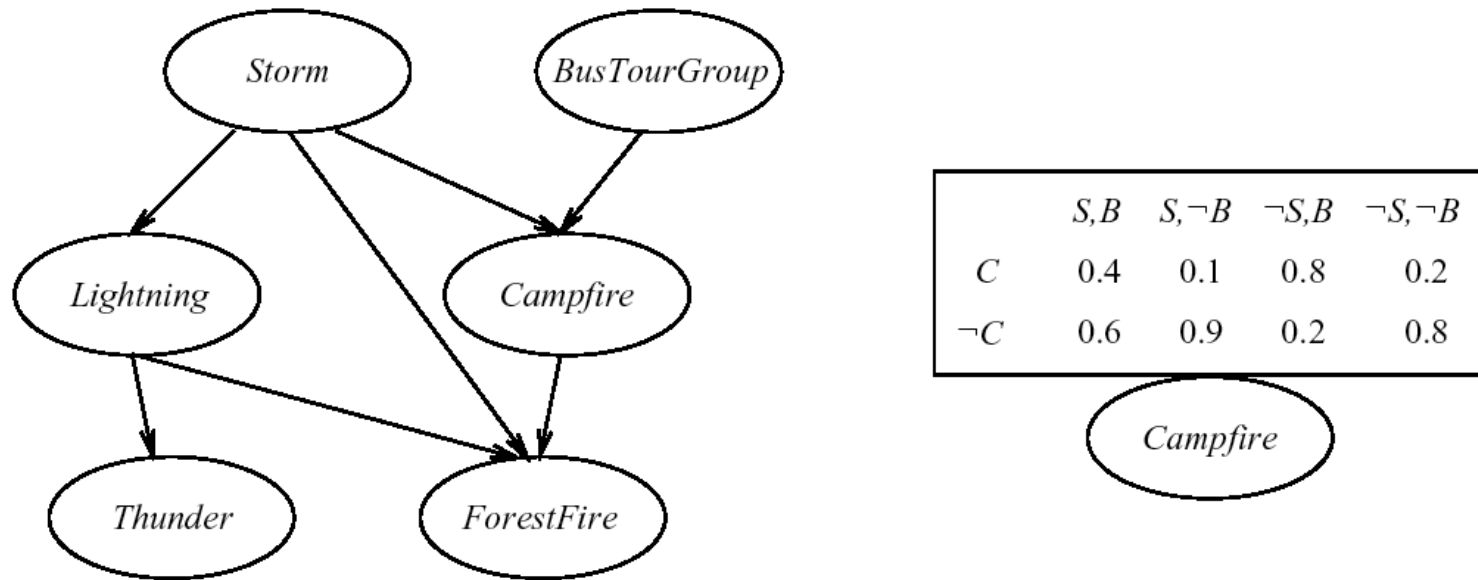 Storm BusTourGroup
S,B S,¬B ¬S,B ¬S,¬B
C 0.4 0.1 0.8 0.2
Lightning Campfire
¬C 0.6 0.9 0.2 0.8
Campfire
Thunder ForestFire